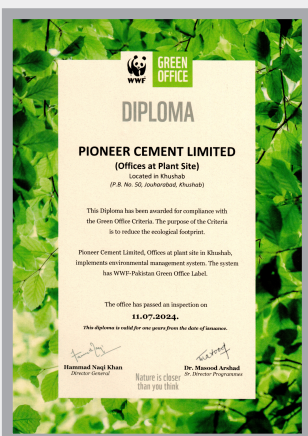 WWF
GREEN
OFFICE
DIPLOMA
PIONEER CEMENT LIMITED
(Offices at Plant Site)
Located in Khushab
(P.B. No. 50, Jouharabad, Khushab)
This Diploma has been awarded for compliance with
the Green Office Criteria. The purpose of the Criteria
is to reduce the ecological footprint.
Pioneer Cement Limited, Offices at plant site in Khushab,
implements environmental management system. The system
has WWF-Pakistan Green Office Label.
The office has passed an inspection on
11.07.2024.
This diploma is valid for one years from the date of issuance.
Hammad Naqi Khan
Director General
Dr. Masood Arshad
Sr. Director Programmes
Nature is closer
than you think